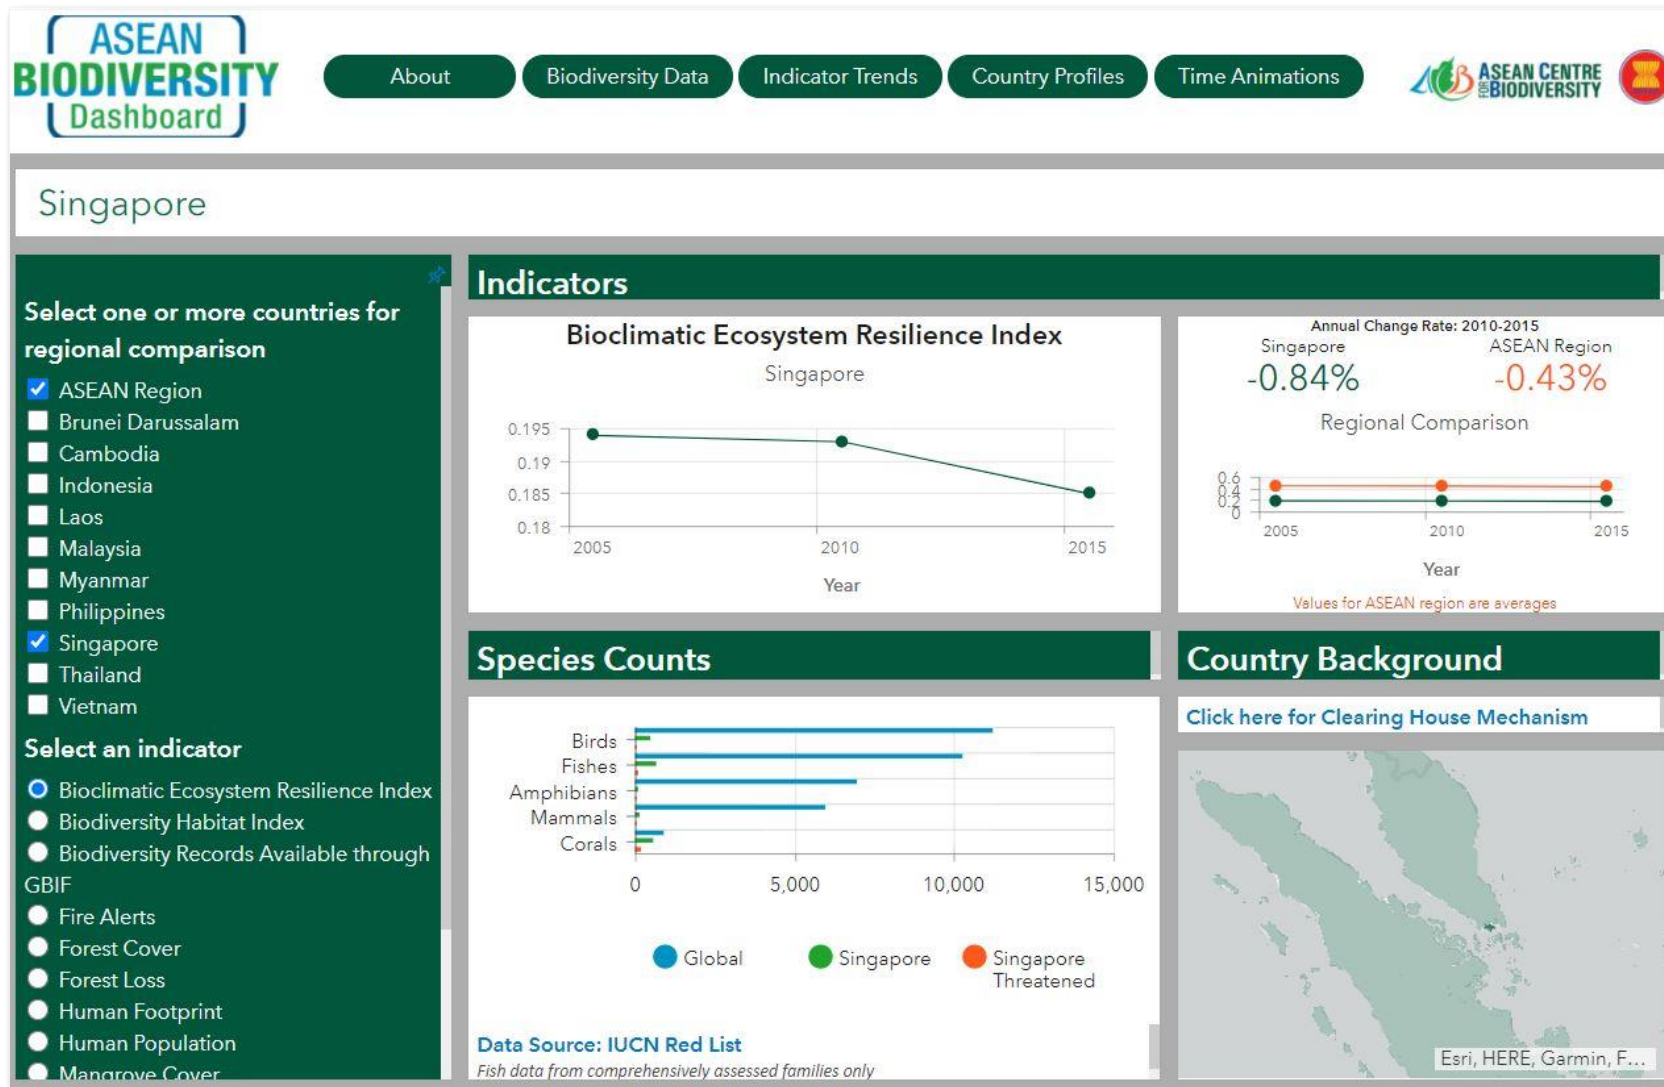 ASEAN
BIODIVERSITY
Dashboard
About
Biodiversity Data
Indicator Trends
Country Profiles
Time Animations
ASEAN CENTRE
FOR BIODIVERSITY
Singapore
Select one or more countries for
regional comparison
ASEAN Region
Brunei Darussalam
Cambodia
Indonesia
Laos
Malaysia
Myanmar
Philippines
Singapore
Thailand
Vietnam
Select an indicator
Bioclimatic Ecosystem Resilience Index
Biodiversity Habitat Index
Biodiversity Records Available through
GBIF
Fire Alerts
Forest Cover
Forest Loss
Human Footprint
Human Population
Mangrove Cover
Indicators
Bioclimatic Ecosystem Resilience Index
Singapore
0.195
0.19
0.185
0.18
2005 2010 2015
Year
Annual Change Rate: 2010-2015
Singapore ASEAN Region
-0.84% -0.43%
Regional Comparison
0.6
0.4
0.2
0
2005 2010 2015
Year
Values for ASEAN region are averages
Species Counts
Birds
Fishes
Amphibians
Mammals
Corals
0 5,000 10,000 15,000
Global
Singapore
Singapore
Threatened
Data Source: IUCN Red List
Fish data from comprehensively assessed families only
Country Background
Click here for Clearing House Mechanism
Esri, HERE, Garmin, F...